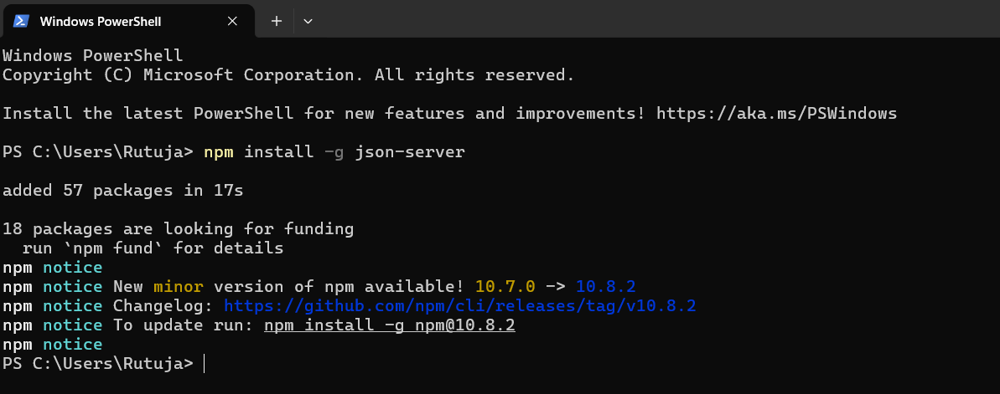 Windows PowerShell
Windows PowerShell
Copyright (C) Microsoft Corporation. All rights reserved.
Install the latest PowerShell for new features and improvements! https://aka.ms/PSWindows
PS C:\Users\Rutuja> npm install -g json-server
added 57 packages in 17s
18 packages are looking for funding
  run `npm fund` for details
npm notice
npm notice New minor version of npm available! 10.7.0 -> 10.8.2
npm notice Changelog: https://github.com/npm/cli/releases/tag/v10.8.2
npm notice To update run: npm install -g npm@10.8.2
npm notice
PS C:\Users\Rutuja>